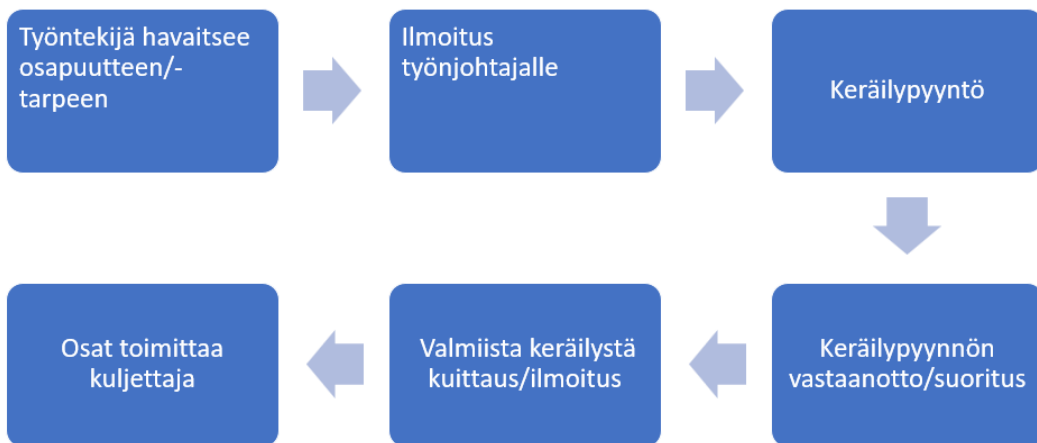 Työntekijä havaitsee
osapuutteen/-
tarpeen
Ilmoitus
työnjohtajalle
Keräilypyyntö
Keräilypyynnön
vastaanotto/suoritus
Valmiista keräilystä
kuittaus/ilmoitus
Osat toimittaa
kuljettaja